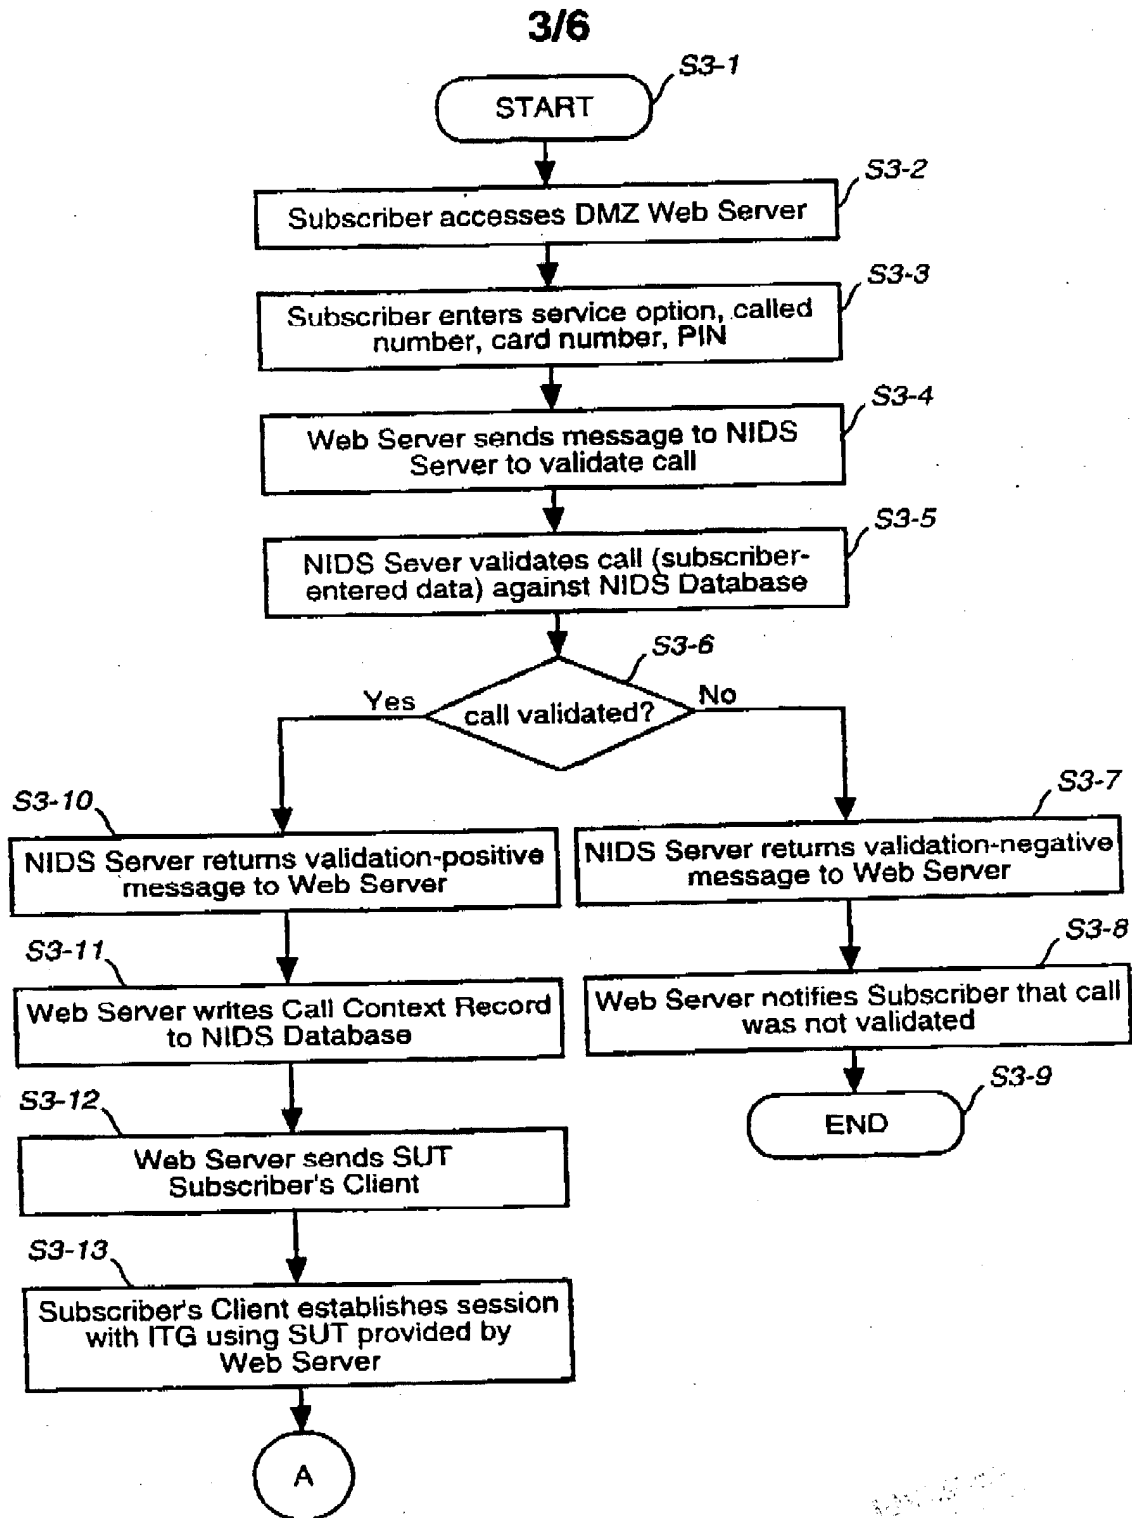 3/6
S3-1
START
S3-2
Subscriber accesses DMZ Web Server
S3-3
Subscriber enters service option, called
number, card number, PIN
S3-4
Web Server sends message to NIDS
Server to validate call
S3-5
NIDS Sever validates call (subscriber-
entered data) against NIDS Database
S3-6
Yes
call validated?
No
S3-10
NIDS Server returns validation-positive
message to Web Server
S3-7
NIDS Server returns validation-negative
message to Web Server
S3-11
Web Server writes Call Context Record
to NIDS Database
S3-8
Web Server notifies Subscriber that call
was not validated
S3-9
END
S3-12
Web Server sends SUT
Subscriber's Client
S3-13
Subscriber's Client establishes session
with ITG using SUT provided by
Web Server
A